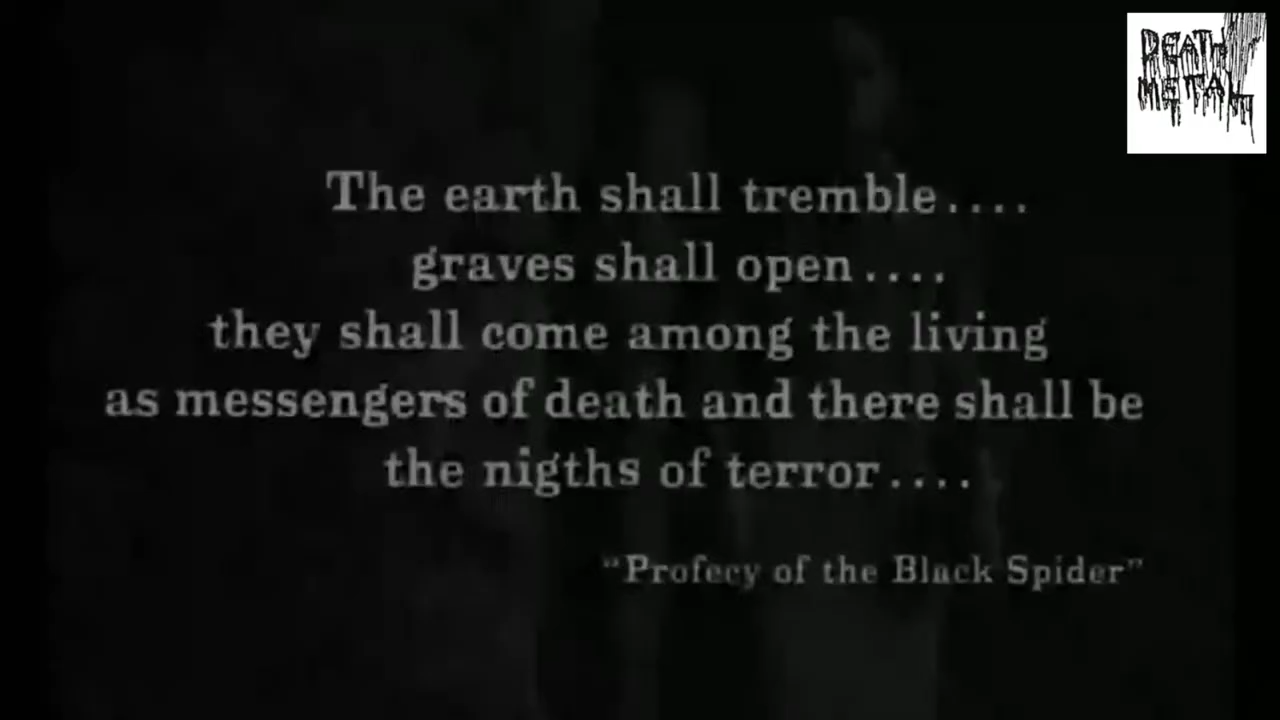 DEATH
METAL
The earth shall tremble....
graves shall open....
they shall come among the living
as messengers of death and there shall be
the nigths of terror....
"Profecy of the Black Spider"